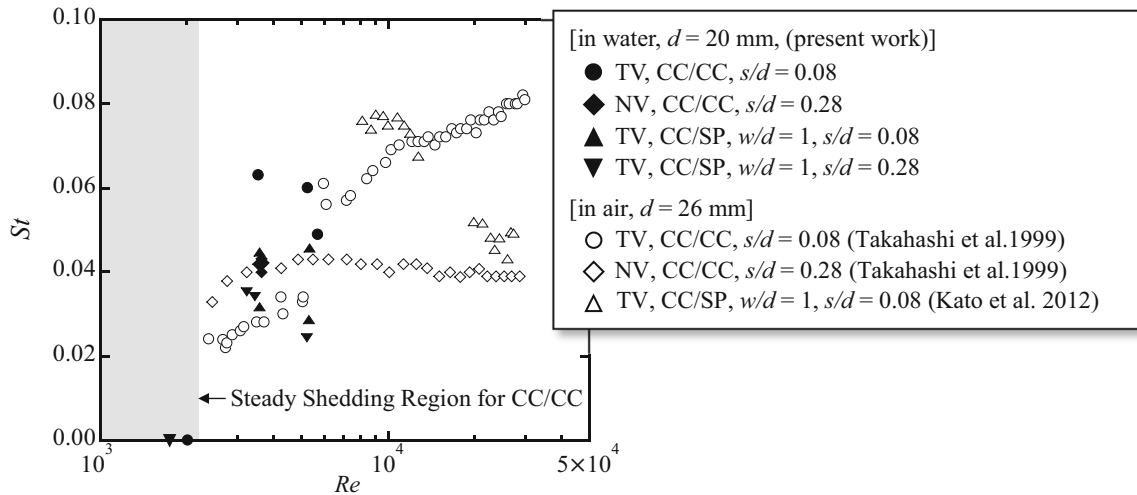 0.10
0.08
0.06
0.04
0.02
0.00
St
10³
10⁴
5×10⁴
Re
Steady Shedding Region for CC/CC
[in water, d = 20 mm, (present work)]
TV, CC/CC, s/d = 0.08
NV, CC/CC, s/d = 0.28
TV, CC/SP, w/d = 1, s/d = 0.08
TV, CC/SP, w/d = 1, s/d = 0.28
[in air, d = 26 mm]
TV, CC/CC, s/d = 0.08 (Takahashi et al.1999)
NV, CC/CC, s/d = 0.28 (Takahashi et al.1999)
TV, CC/SP, w/d = 1, s/d = 0.08 (Kato et al. 2012)